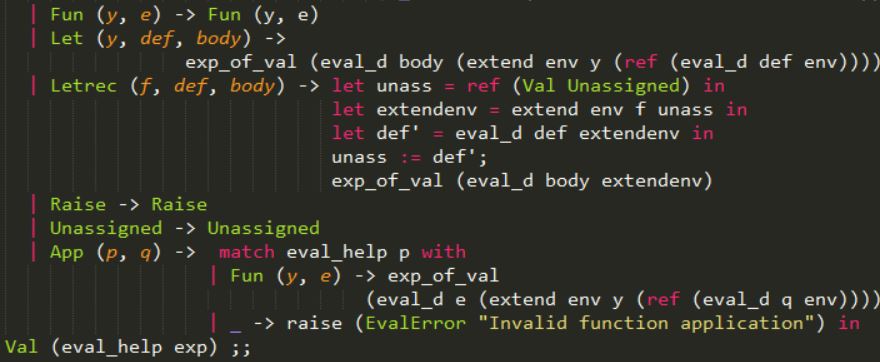 | Fun (y, e) -> Fun (y, e)
| Let (y, def, body) ->
exp_of_val (eval_d body (extend env y (ref (eval_d def env))))
| Letrec (f, def, body) -> let unass = ref (Val Unassigned) in
let extendenv = extend env f unass in
let def' = eval_d def extendenv in
unass := def';
exp_of_val (eval_d body extendenv)
| Raise -> Raise
| Unassigned -> Unassigned
| App (p, q) -> match eval_help p with
| Fun (y, e) -> exp_of_val
(eval_d e (extend env y (ref (eval_d q env))))
| _ -> raise (EvalError "Invalid function application") in
Val (eval_help exp) ;;